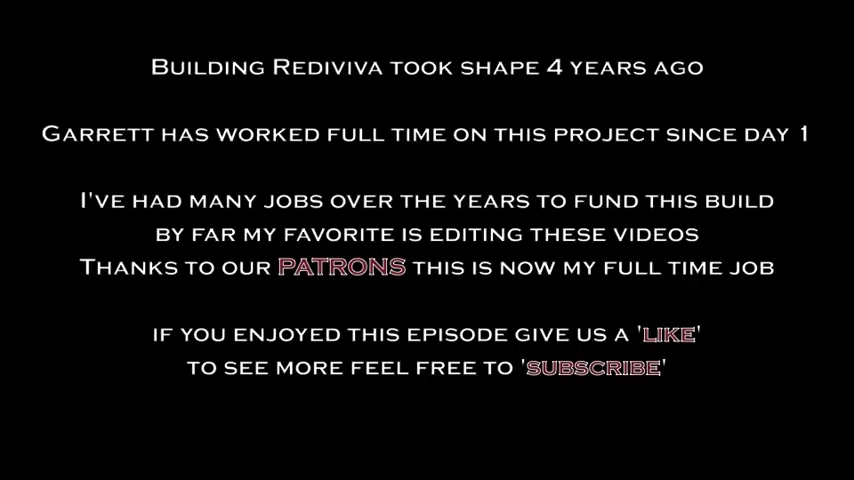 Building Rediviva took shape 4 years ago
Garrett has worked full time on this project since day 1
I've had many jobs over the years to fund this build
by far my favorite is editing these videos
Thanks to our PATRONS this is now my full time job
if you enjoyed this episode give us a 'LIKE'
to see more feel free to 'SUBSCRIBE'